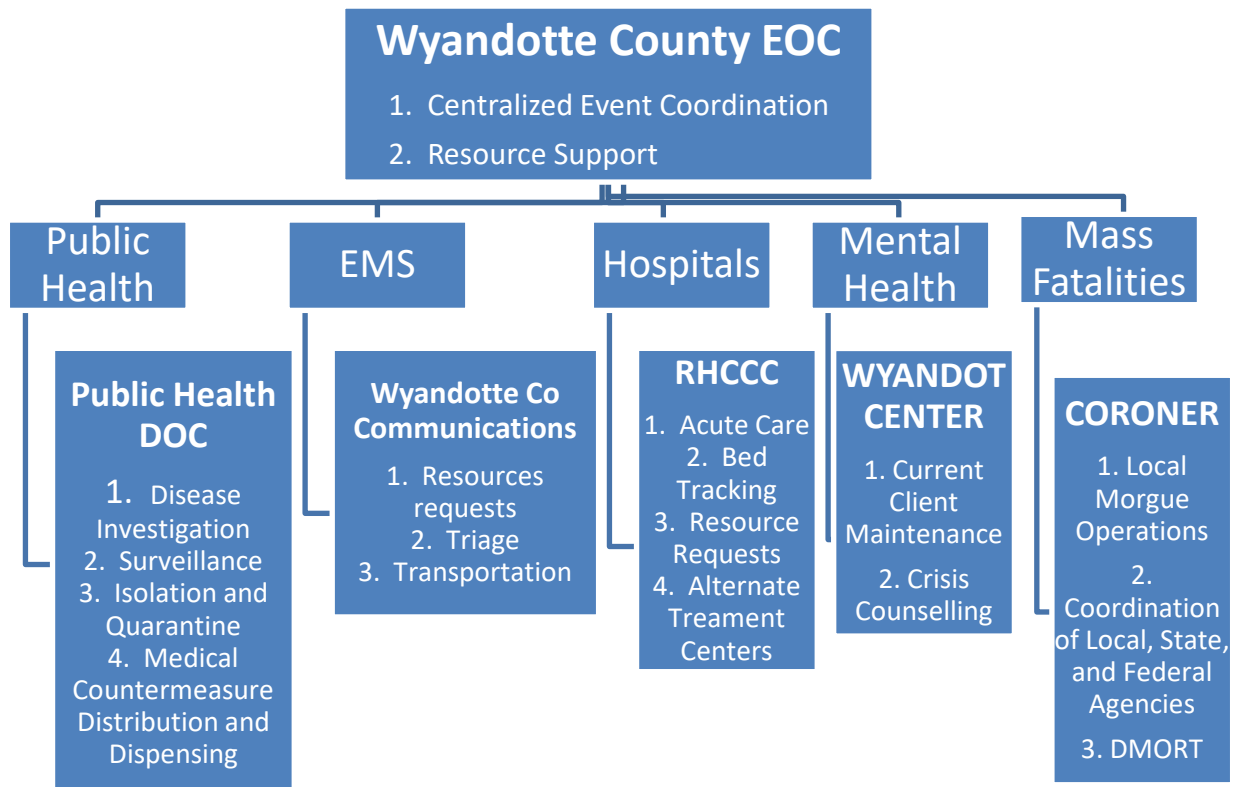 Wyandotte County EOC
1. Centralized Event Coordination
2. Resource Support
Public
Health
EMS
Hospitals
Mental
Health
Mass
Fatalities
Public Health
DOC
1. Disease
Investigation
2. Surveillance
3. Isolation and
Quarantine
4. Medical
Countermeasure
Distribution and
Dispensing
Wyandotte Co
Communications
1. Resources
requests
2. Triage
3. Transportation
RHCCC
1. Acute Care
2. Bed
Tracking
3. Resource
Requests
4. Alternate
Treament
Centers
WYANDOT
CENTER
1. Current
Client
Maintenance
2. Crisis
Counselling
CORONER
1. Local
Morgue
Operations
2.
Coordination
of Local, State,
and Federal
Agencies
3. DMORT